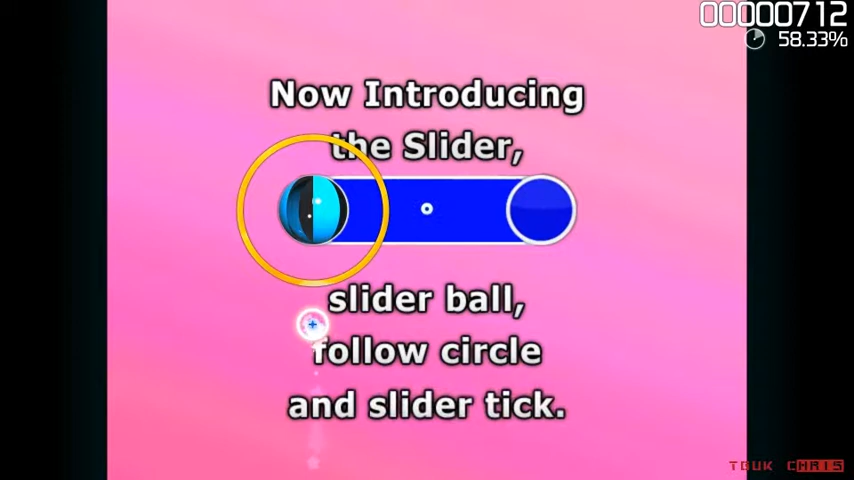 00000712
58.33%
Now Introducing
the Slider,
slider ball,
follow circle
and slider tick.
TOUK CHRIS